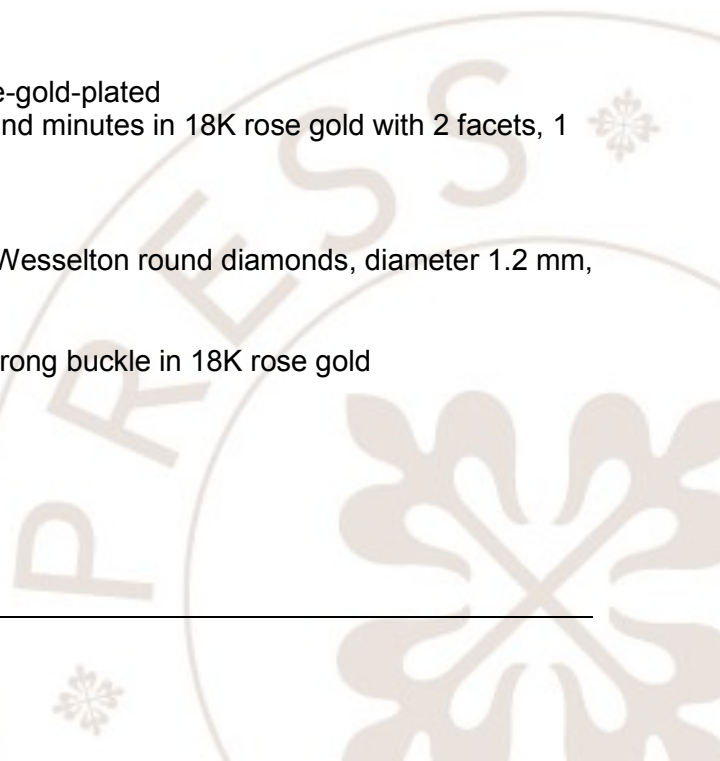 e-gold-plated
nd minutes in 18K rose gold with 2 facets, 1
Wesselton round diamonds, diameter 1.2 mm,
rong buckle in 18K rose gold
PRESS